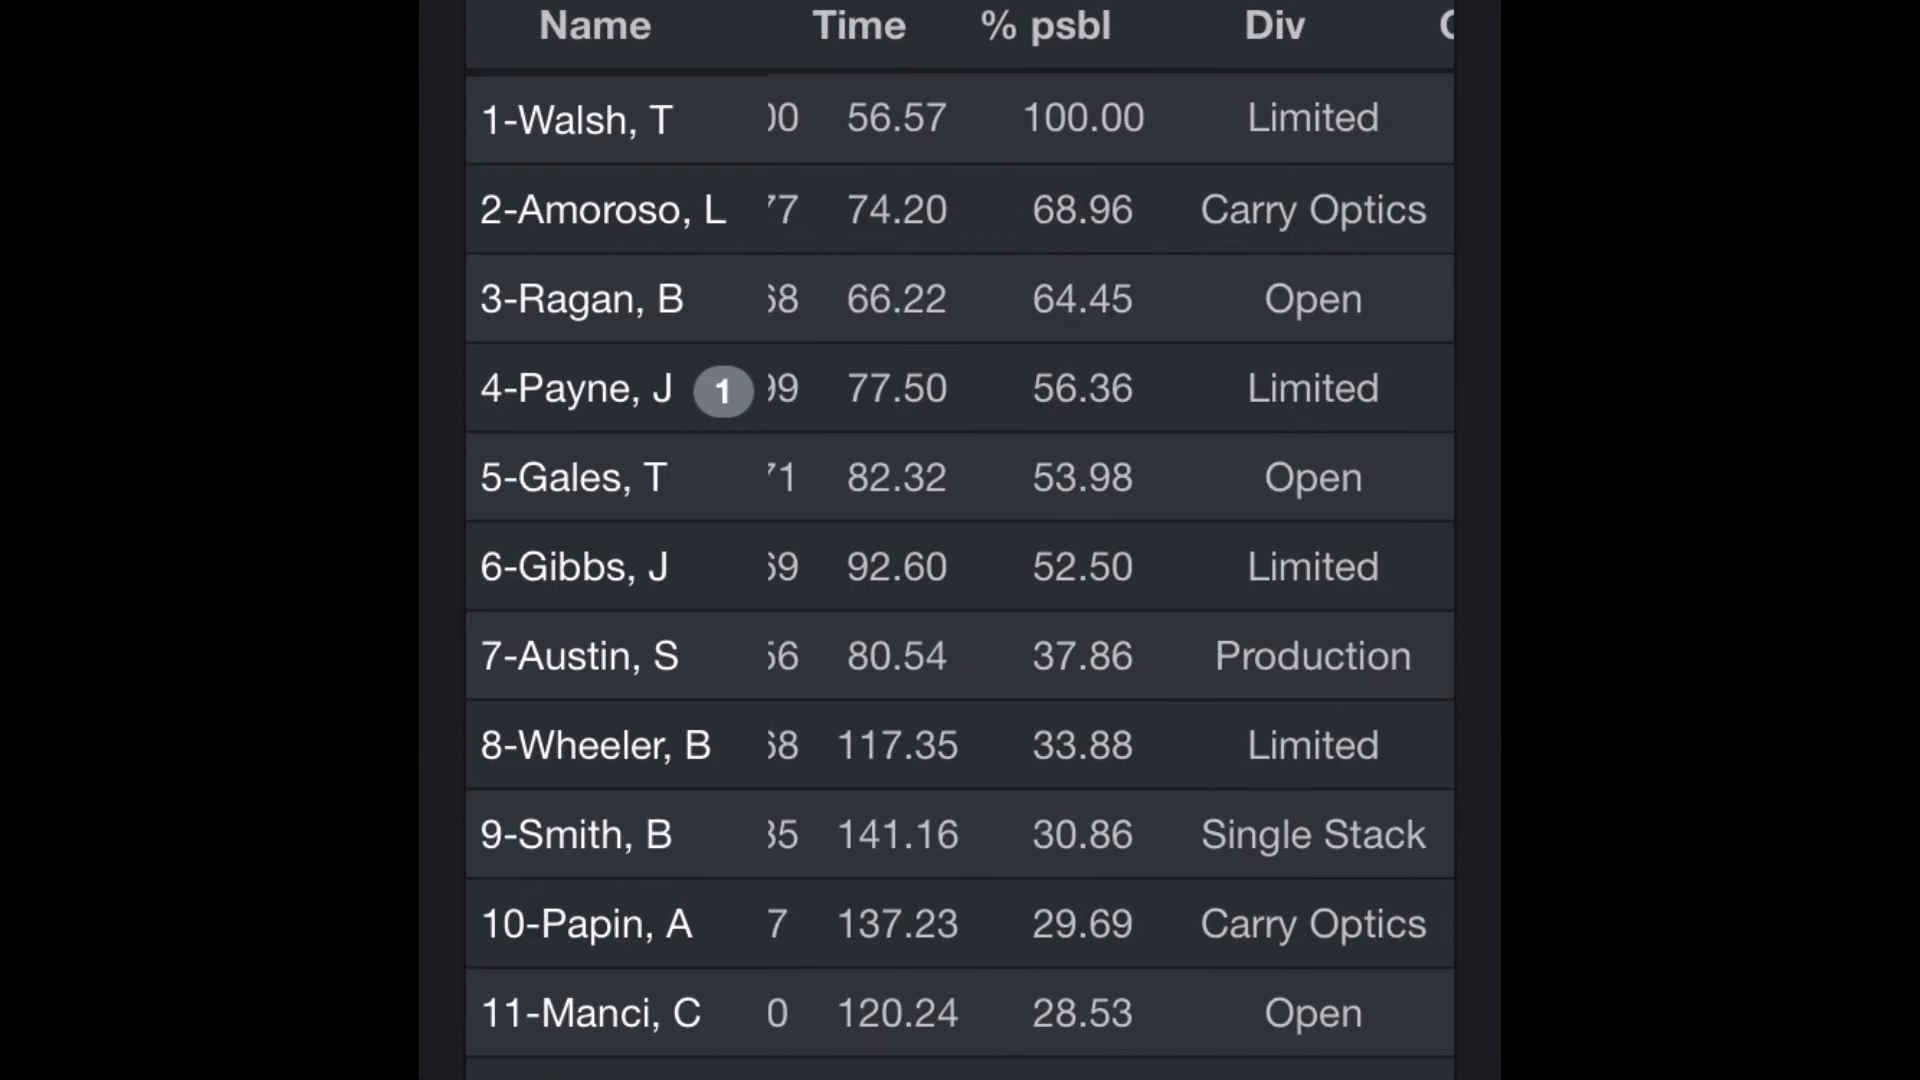 Name Time % psbl Div
1-Walsh, T 56.57 100.00 Limited
2-Amoroso, L 74.20 68.96 Carry Optics
3-Ragan, B 66.22 64.45 Open
4-Payne, J 1 77.50 56.36 Limited
5-Gales, T 82.32 53.98 Open
6-Gibbs, J 92.60 52.50 Limited
7-Austin, S 80.54 37.86 Production
8-Wheeler, B 117.35 33.88 Limited
9-Smith, B 141.16 30.86 Single Stack
10-Papin, A 7 137.23 29.69 Carry Optics
11-Manci, C 0 120.24 28.53 Open